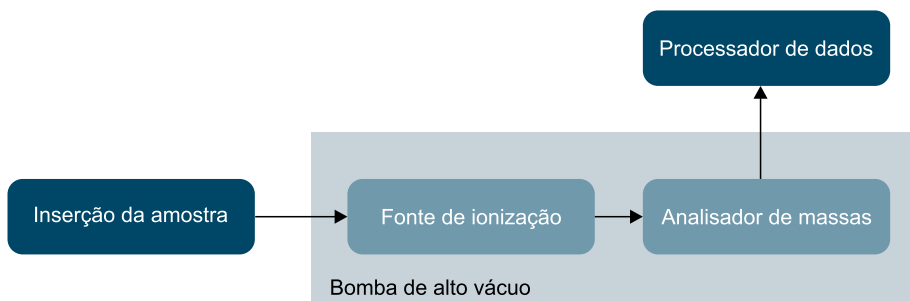 Processador de dados
Inserção da amostra
Fonte de ionização
Analisador de massas
Bomba de alto vácuo